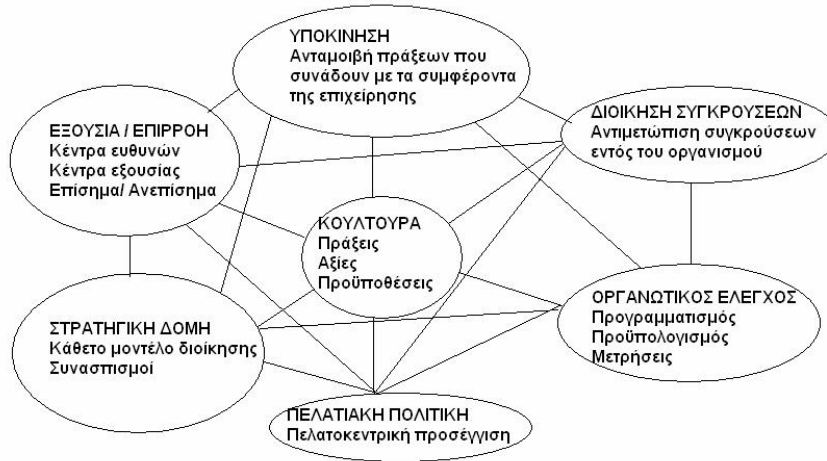 ΥΠΟΚΙΝΗΣΗ
Ανταμοιβή πράξεων που
συνάδουν με τα συμφέροντα
της επιχείρησης
ΕΞΟΥΣΙΑ / ΕΠΙΡΡΟΗ
Κέντρα ευθυνών
Κέντρα εξουσίας
Επίσημα/ Ανεπίσημα
ΔΙΟΙΚΗΣΗ ΣΥΓΚΡΟΥΣΕΩΝ
Αντιμετώπιση συγκρούσεων
εντός του οργανισμού
ΚΟΥΛΤΟΥΡΑ
Πράξεις
Αξίες
Προϋποθέσεις
ΣΤΡΑΤΗΓΙΚΗ ΔΟΜΗ
Κάθετο μοντέλο διοίκησης
Συνασπισμοί
ΟΡΓΑΝΩΤΙΚΟΣ ΕΛΕΓΧΟΣ
Προγραμματισμός
Προϋπολογισμός
Μετρήσεις
ΠΕΛΑΤΙΑΚΗ ΠΟΛΙΤΙΚΗ
Πελατοκεντρική προσέγγιση